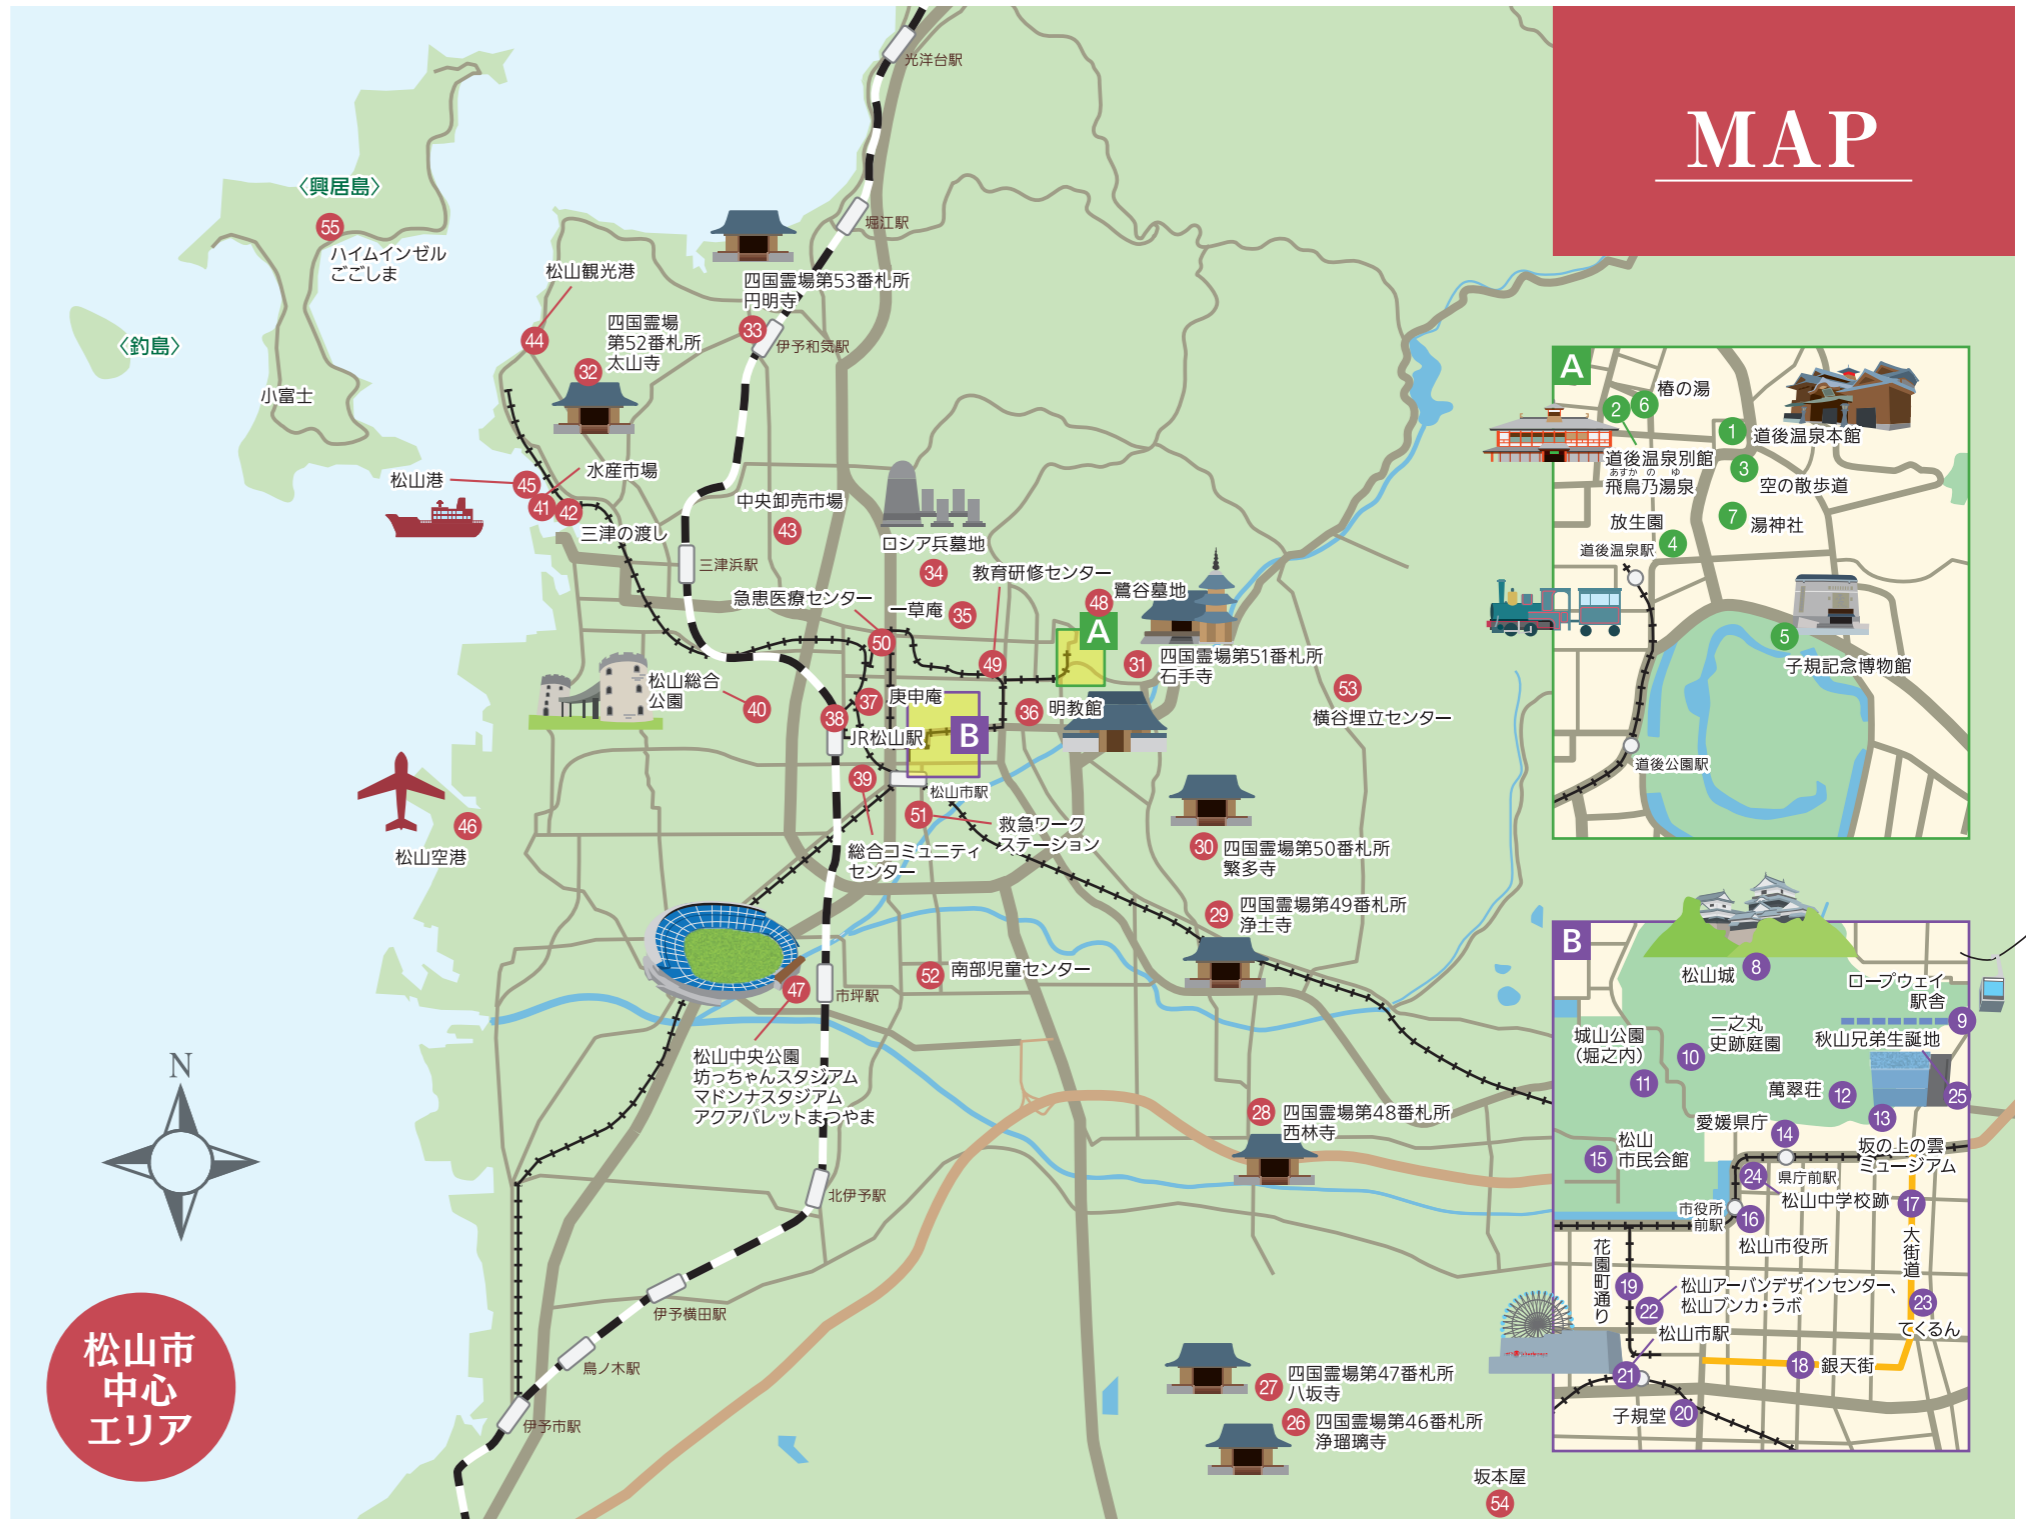 MAP
光洋台駅
〈興居島〉
55
ハイムインゼル
ごごしま
堀江駅
松山観光港
四国霊場第53番札所
円明寺
33
伊予和気駅
44
四国霊場
第52番札所
太山寺
32
〈釣島〉
小富士
松山港
45
水産市場
41
42
三津の渡し
中央卸売市場
43
三津浜駅
ロシア兵墓地
34
教育研修センター
急患医療センター
一草庵
35
鷺谷墓地
48
A
50
49
31
四国霊場第51番札所
石手寺
松山総合
公園
40
37
庚申庵
38
JR松山駅
B
36
明教館
53
横谷埋立センター
39
松山市駅
51
救急ワーク
ステーション
46
松山空港
総合コミュニティ
センター
30
四国霊場第50番札所
繁多寺
29
四国霊場第49番札所
浄土寺
47
市坪駅
52
南部児童センター
松山中央公園
坊っちゃんスタジアム
マドンナスタジアム
アクアパレットまつやま
28
四国霊場第48番札所
西林寺
N
北伊予駅
伊予横田駅
鳥ノ木駅
伊予市駅
27
四国霊場第47番札所
八坂寺
26
四国霊場第46番札所
浄瑠璃寺
坂本屋
54
松山市
中心
エリア
A
椿の湯
2
6
1
道後温泉本館
道後温泉別館
あすか の ゆ
飛鳥乃湯泉
3
空の散歩道
放生園
7
湯神社
道後温泉駅
4
5
子規記念博物館
道後公園駅
B
松山城
8
ロープウェイ
駅舎
9
城山公園
(堀之内)
11
10
二之丸
史跡庭園
秋山兄弟生誕地
萬翠荘
12
25
13
愛媛県庁
14
坂の上の雲
ミュージアム
15
松山
市民会館
24
県庁前駅
松山中学校跡
17
市役所
前駅
16
松山市役所
大街道
花園町通り
19
22
松山アーバンデザインセンター、
松山ブンカ・ラボ
23
てくるん
松山市駅
21
18
銀天街
子規堂
20